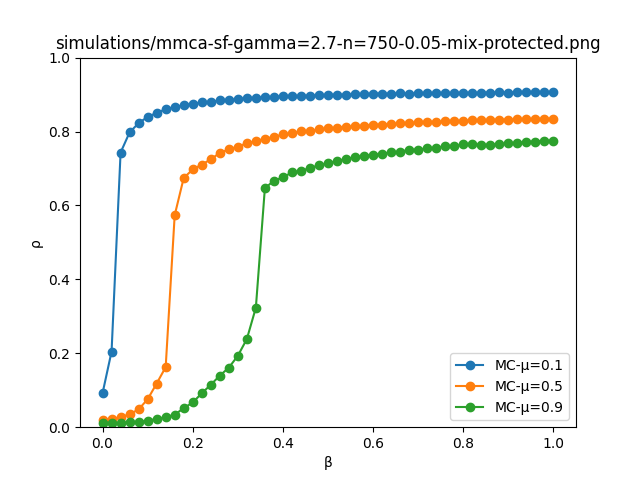 simulations/mmca-sf-gamma=2.7-n=750-0.05-mix-protected.png
1.0
0.8
0.6
0.4
0.2
0.0
ρ
0.0 0.2 0.4 0.6 0.8 1.0
β
MC-μ=0.1
MC-μ=0.5
MC-μ=0.9